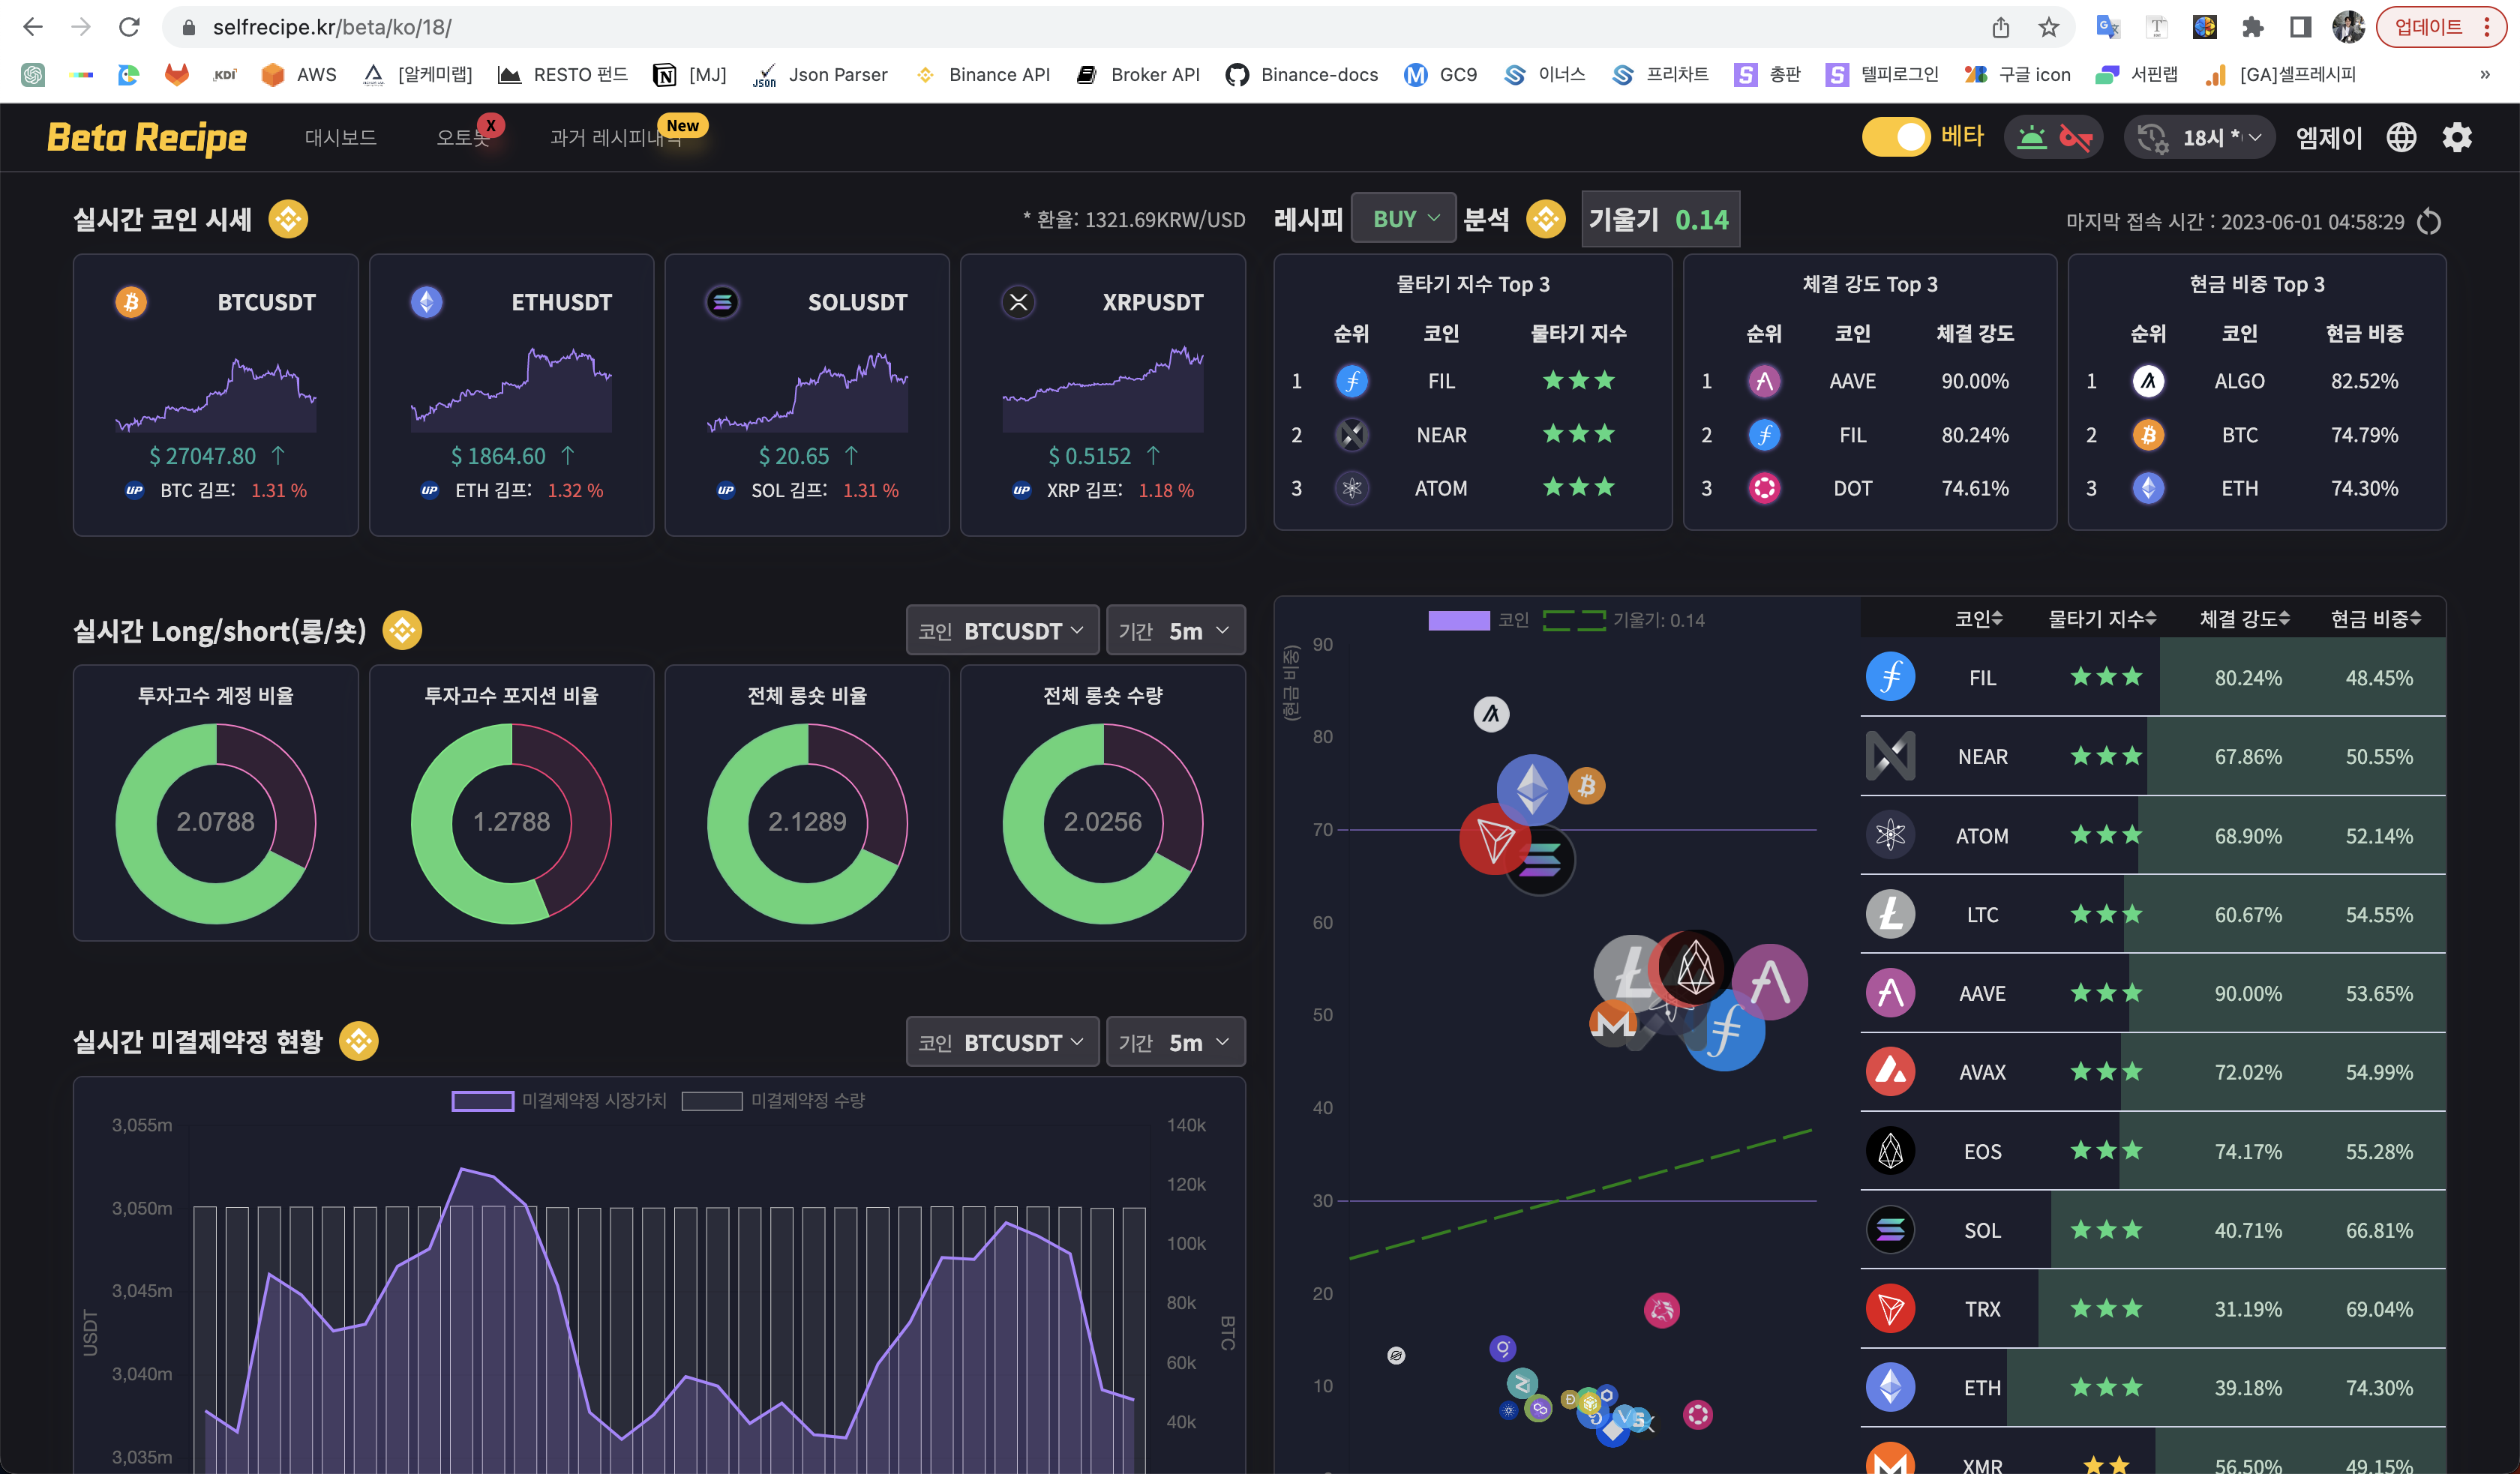 selfrecipe.kr/beta/ko/18/
업데이트
KDI
AWS
[알케미랩]
RESTO 펀드
[MJ]
JSON
Json Parser
Binance API
Broker API
Binance-docs
GC9
이너스
프리차트
총판
텔피로그인
구글 icon
서핀랩
[GA]셀프레시피
»
Beta Recipe
대시보드
X
New
과거
베타
18시 *
엠제이
실시간 코인 시세
* 환율: 1321.69KRW/USD
BTCUSDT
ETHUSDT
SOLUSDT
XRPUSDT
$ 27047.80 ↑
$ 1864.60 ↑
$ 20.65 ↑
$ 0.5152 ↑
UP BTC 김프: 1.31 %
UP ETH 김프: 1.32 %
UP SOL 김프: 1.31 %
UP XRP 김프: 1.18 %
레시피 BUY 분석 기울기 0.14
마지막 접속 시간 : 2023-06-01 04:58:29
물타기 지수 Top 3
순위 코인 물타기 지수
1 FIL ★★★
2 NEAR ★★★
3 ATOM ★★★
체결 강도 Top 3
순위 코인 체결 강도
1 AAVE 90.00%
2 FIL 80.24%
3 DOT 74.61%
현금 비중 Top 3
순위 코인 현금 비중
1 ALGO 82.52%
2 BTC 74.79%
3 ETH 74.30%
실시간 Long/short(롱/숏)
코인 BTCUSDT
기간 5m
투자고수 계정 비율
투자고수 포지션 비율
전체 롱숏 비율
전체 롱숏 수량
2.0788
1.2788
2.1289
2.0256
실시간 미결제약정 현황
코인 BTCUSDT
기간 5m
미결제약정 시장가치
미결제약정 수량
3,055m
3,050m
3,045m
3,040m
3,035m
USDT
140k
120k
100k
80k
60k
40k
BTC
코인
기울기: 0.14
(현금 비중)
90
80
70
60
50
40
30
20
10
코인 물타기 지수 체결 강도 현금 비중
FIL ★★★ 80.24% 48.45%
NEAR ★★★ 67.86% 50.55%
ATOM ★★★ 68.90% 52.14%
LTC ★★★ 60.67% 54.55%
AAVE ★★★ 90.00% 53.65%
AVAX ★★★ 72.02% 54.99%
EOS ★★★ 74.17% 55.28%
SOL ★★★ 40.71% 66.81%
TRX ★★★ 31.19% 69.04%
ETH ★★★ 39.18% 74.30%
XMR ★★ 56.50% 49.15%